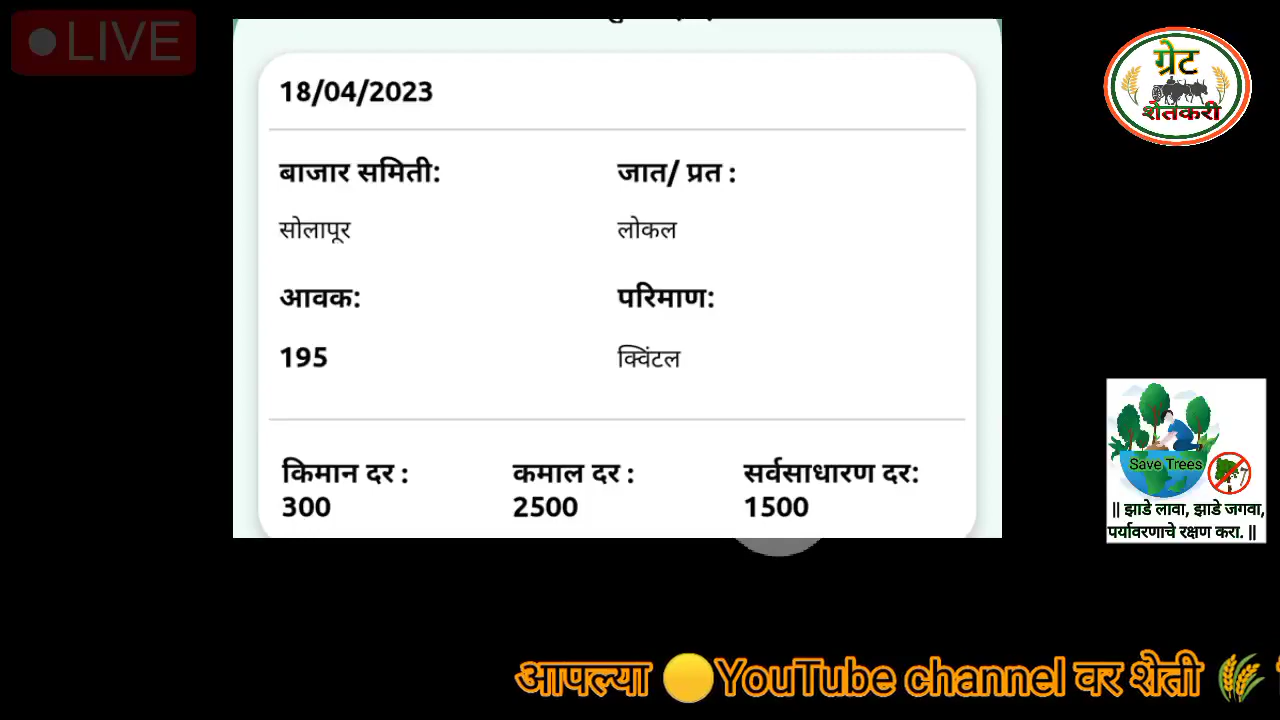 LIVE
18/04/2023
बाजार समिती:
जात/ प्रत :
सोलापूर
लोकल
आवक:
परिमाण:
195
क्विंटल
किमान दर :
कमाल दर :
सर्वसाधारण दर:
300
2500
1500
ग्रेट
शेतकरी
Save Trees
|| झाडे लावा, झाडे जगवा,
पर्यावरणाचे रक्षण करा. ||
आपल्या YouTube channel वर शेती